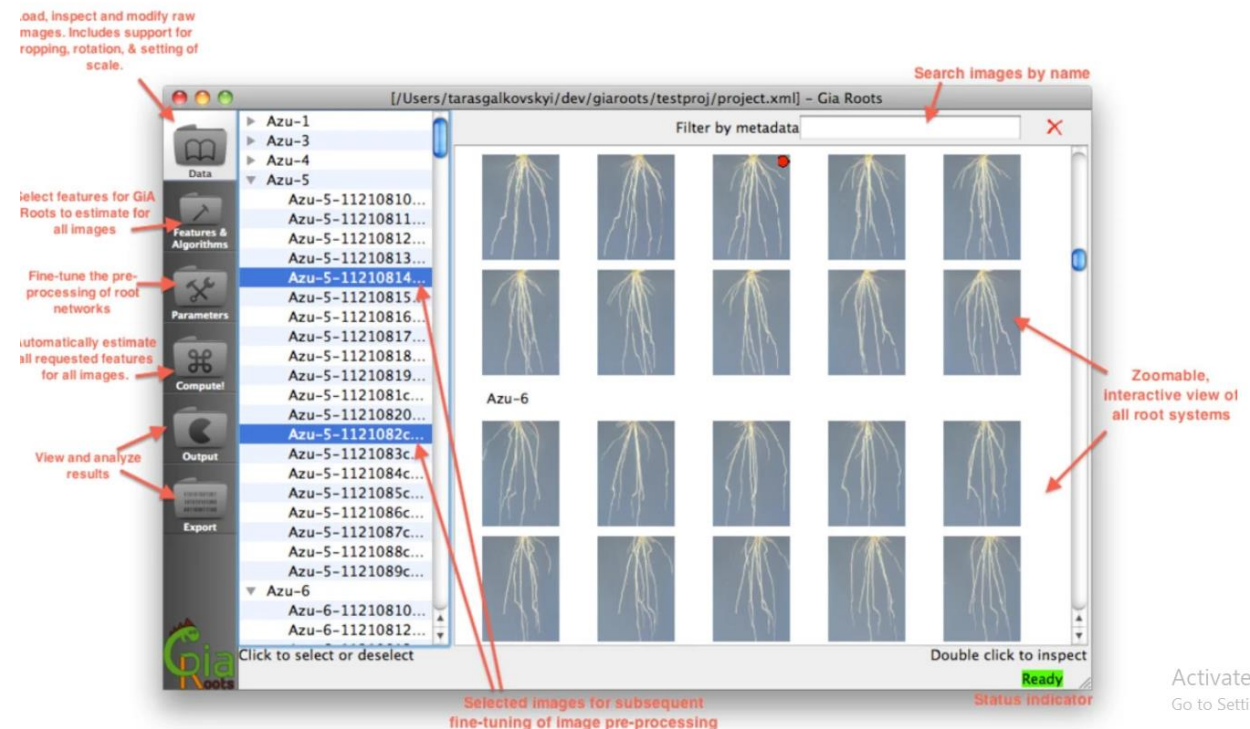 oad, inspect and modify raw
mages. Includes support for
ropping, rotation, & setting of
scale.
Search images by name
[/Users/tarasgalkovskyi/dev/giaroots/testproj/project.xml] - Gia Roots
Filter by metadata
Data
Features &
Algorithms
Parameters
Compute!
Output
Export
Select features for GiA
Roots to estimate for
all images
Fine-tune the pre-
processing of root
networks
utomatically estimate
all requested features
for all images.
View and analyze
results
Azu-1
Azu-3
Azu-4
Azu-5
Azu-5-11210810...
Azu-5-11210811...
Azu-5-11210812...
Azu-5-11210813...
Azu-5-11210814...
Azu-5-11210815...
Azu-5-11210816...
Azu-5-11210817...
Azu-5-11210818...
Azu-5-11210819...
Azu-5-1121081c...
Azu-5-11210820...
Azu-5-1121082c...
Azu-5-1121083c...
Azu-5-1121084c...
Azu-5-1121085c...
Azu-5-1121086c...
Azu-5-1121087c...
Azu-5-1121088c...
Azu-5-1121089c...
Azu-6
Azu-6-11210810...
Azu-6-11210812...
Azu-6
Zoomable,
interactive view of
all root systems
Gia
Roots
Click to select or deselect
Double click to inspect
Ready
Status indicator
Selected images for subsequent
fine-tuning of image pre-processing
Activate
Go to Setti